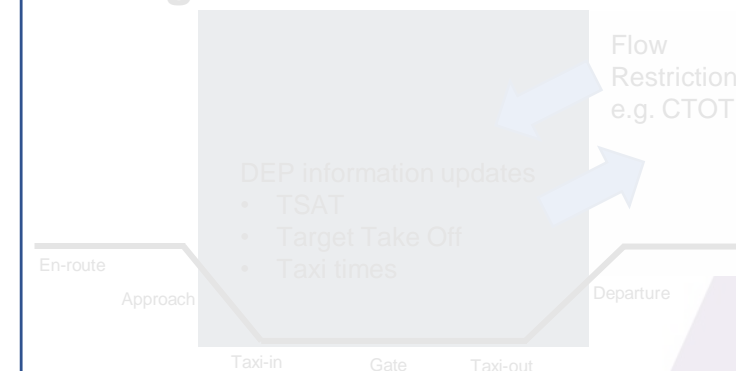 Flow
Restriction
e.g. CTOT
DEP information updates
• TSAT
• Target Take Off
• Taxi times
En-route
Approach
Departure
Taxi-in
Gate
Taxi-out